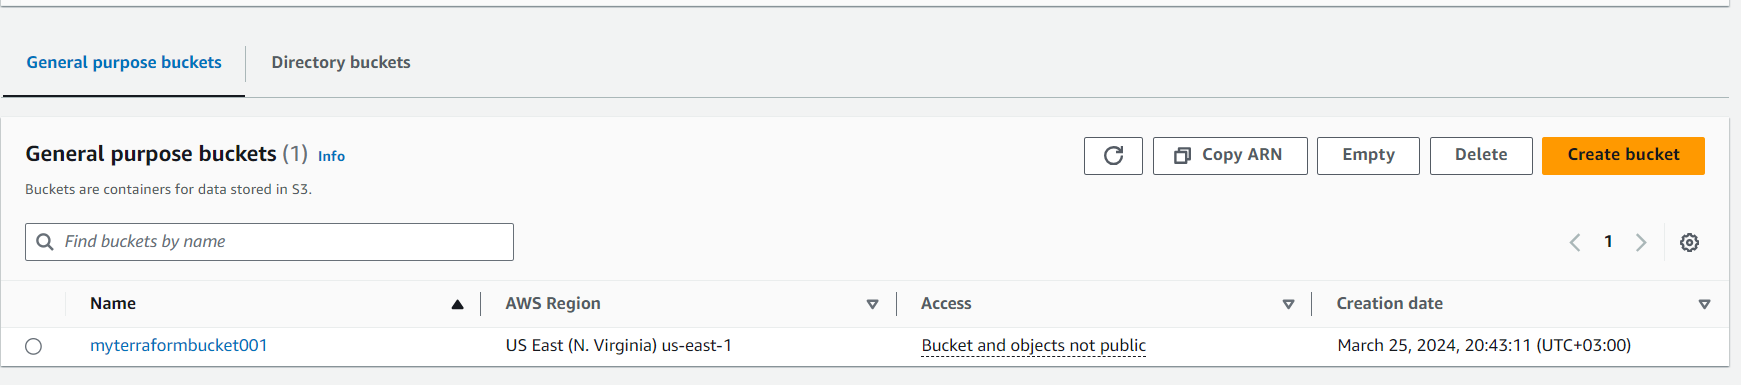 General purpose buckets
Directory buckets
General purpose buckets (1) Info
Buckets are containers for data stored in S3.
Copy ARN
Empty
Delete
Create bucket
Find buckets by name
1
Name
AWS Region
Access
Creation date
myterraformbucket001
US East (N. Virginia) us-east-1
Bucket and objects not public
March 25, 2024, 20:43:11 (UTC+03:00)